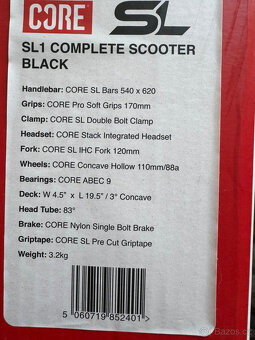 CORE SL
SL1 COMPLETE SCOOTER
BLACK
Handlebar: CORE SL Bars 540 x 620
Grips: CORE Pro Soft Grips 170mm
Clamp: CORE SL Double Bolt Clamp
Headset: CORE Stack Integrated Headset
Fork: CORE SL IHC Fork 120mm
Wheels: CORE Concave Hollow 110mm/88a
Bearings: CORE ABEC 9
Deck: W 4.5" x L 19.5" / 3° Concave
Head Tube: 83°
Brake: CORE Nylon Single Bolt Brake
Griptape: CORE SL Pre Cut Griptape
Weight: 3.2kg
5 060719 852401 >